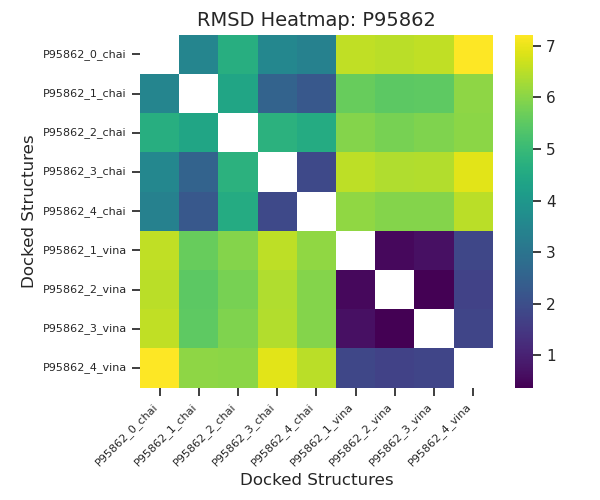 RMSD Heatmap: P95862
P95862_0_chai
P95862_1_chai
P95862_2_chai
P95862_3_chai
P95862_4_chai
P95862_1_vina
P95862_2_vina
P95862_3_vina
P95862_4_vina
Docked Structures
7
6
5
4
3
2
1
P95862_0_chai
P95862_1_chai
P95862_2_chai
P95862_3_chai
P95862_4_chai
P95862_1_vina
P95862_2_vina
P95862_3_vina
P95862_4_vina
Docked Structures